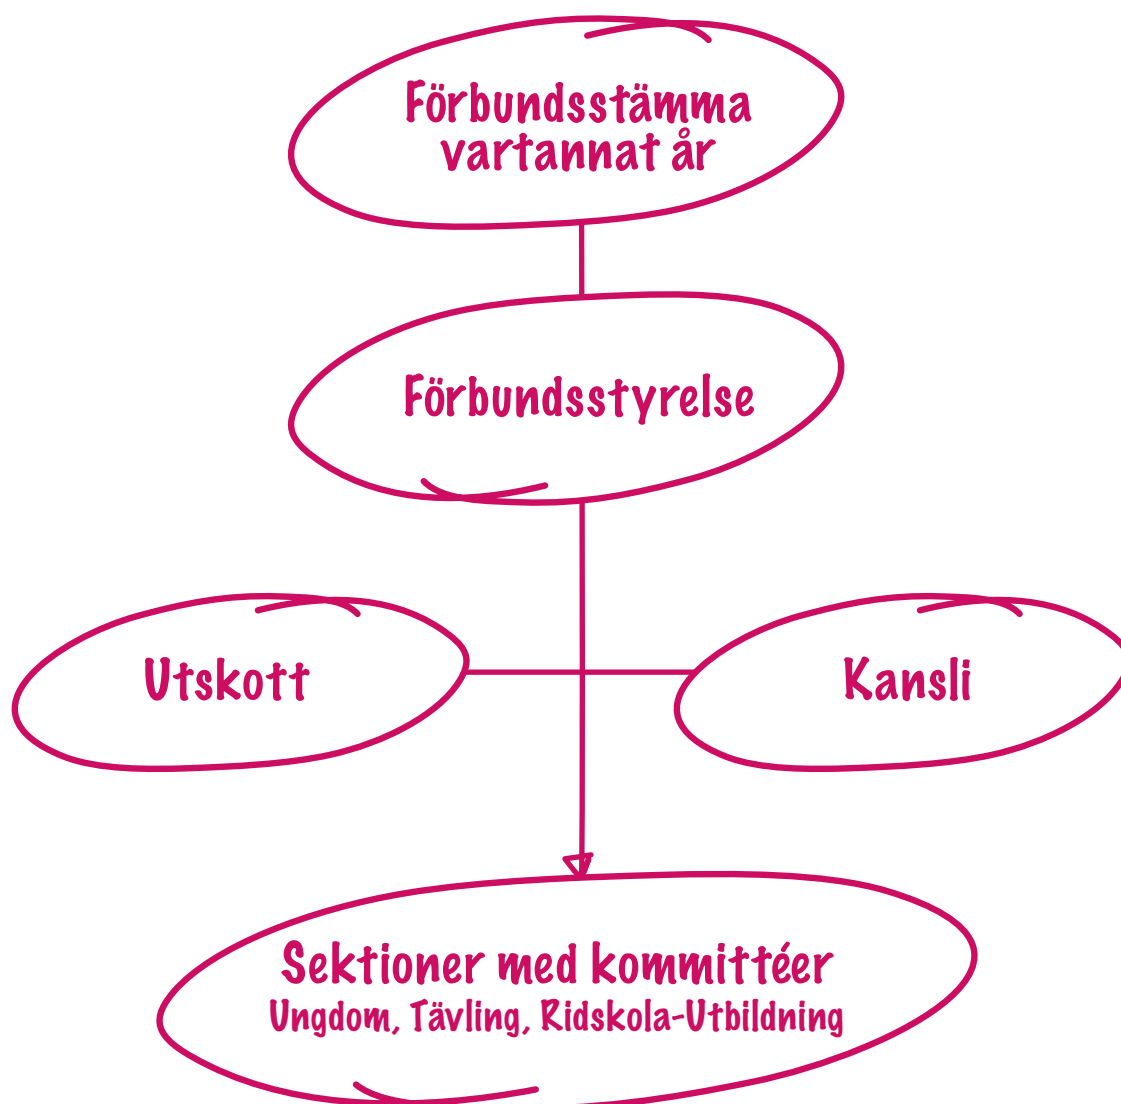 Förbundsstämma
vartannat år
Förbundsstyrelse
Utskott
Kansli
Sektioner med kommittéer
Ungdom, Tävling, Ridskola-Utbildning